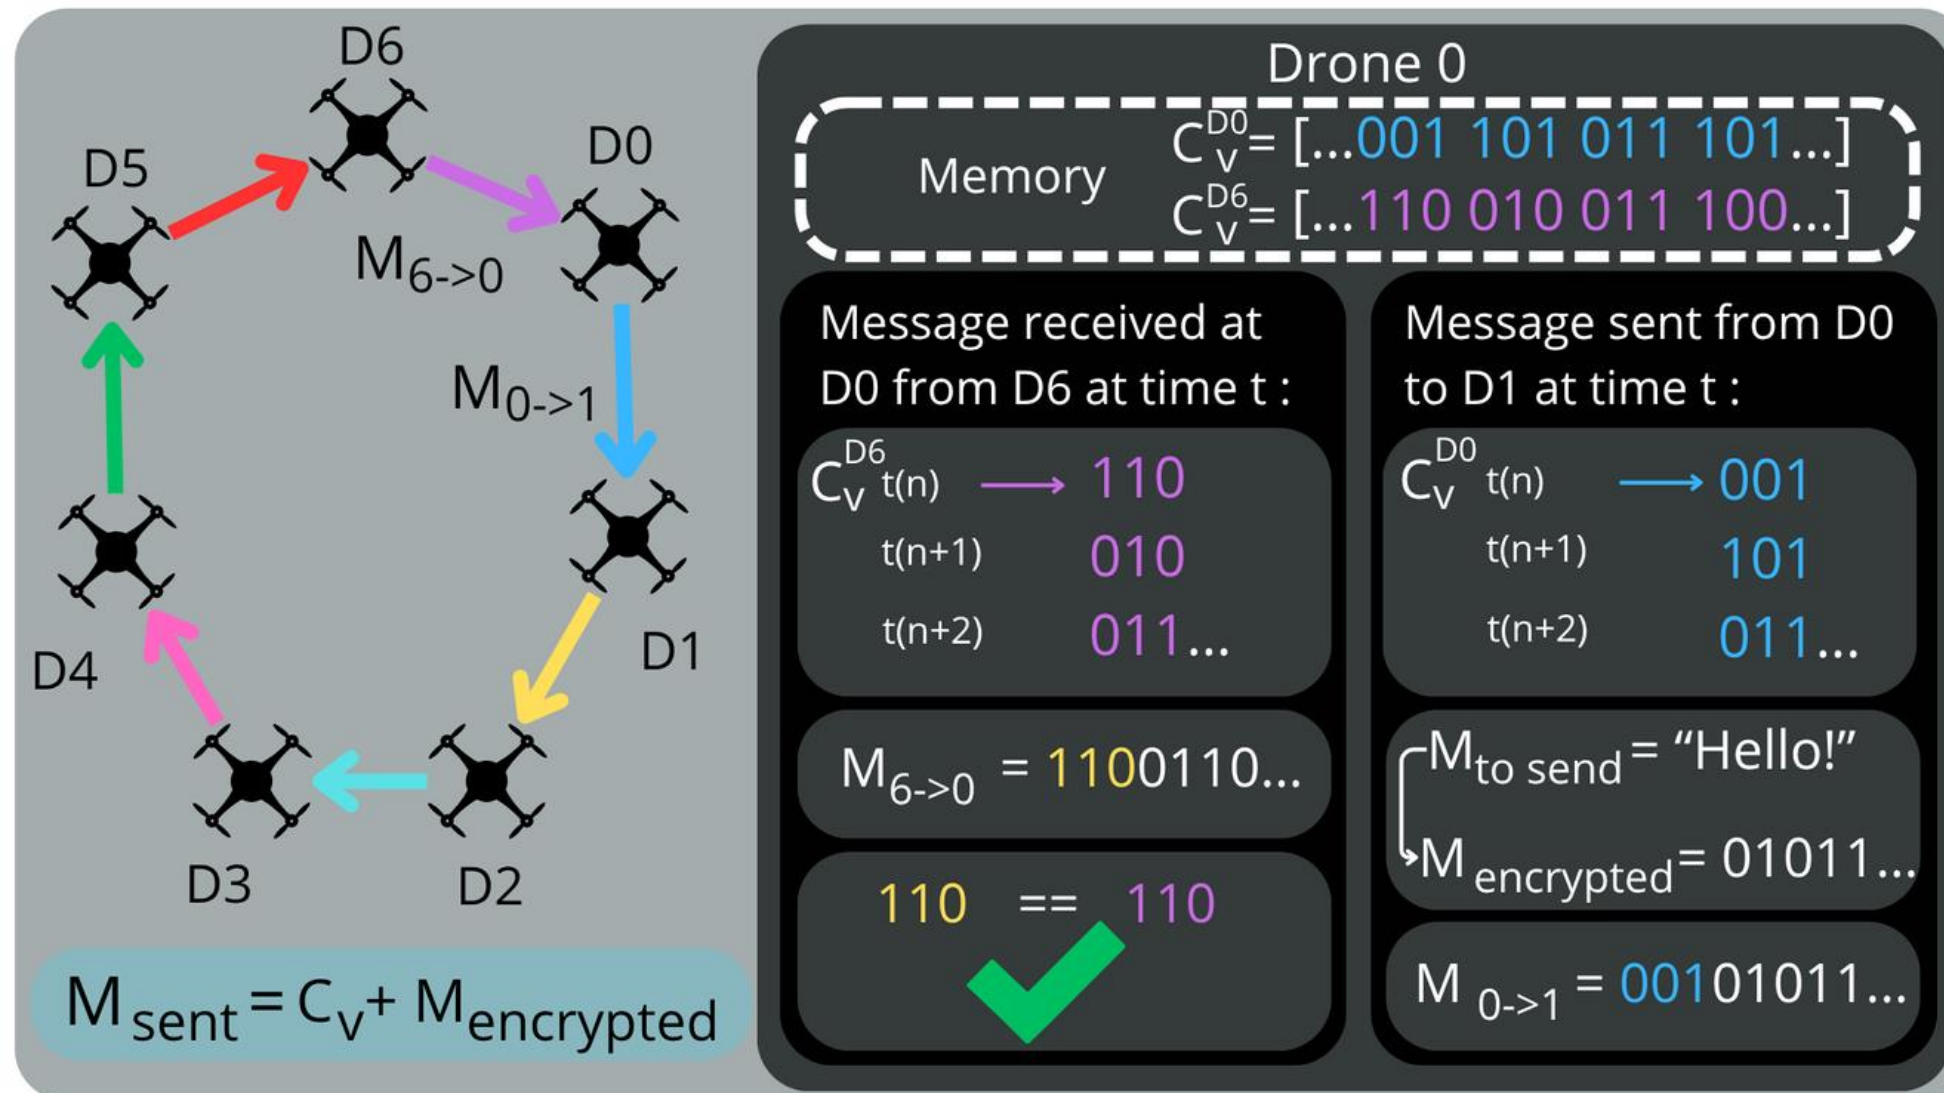 D6
D0
D5
M6->0
M0->1
D1
D4
D3
D2
Msent = Cv + Mencrypted
Drone 0
Memory
CvD0 = [...001 101 011 101...]
CvD6 = [...110 010 011 100...]
Message received at
D0 from D6 at time t :
CvD6 t(n) → 110
t(n+1) 010
t(n+2) 011...
M6->0 = 1100110...
110 == 110
Message sent from D0
to D1 at time t :
CvD0 t(n) → 001
t(n+1) 101
t(n+2) 011...
Mto send = “Hello!”
Mencrypted = 01011...
M0->1 = 00101011...